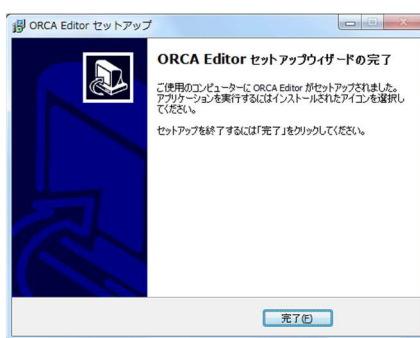 ORCA Editor セットアップ
ORCA Editor セットアップウィザードの完了
ご使用のコンピューターに ORCA Editor がセットアップされました。
アプリケーションを実行するにはインストールされたアイコンを選択し
てください。
セットアップを終了するには「完了」をクリックしてください。
完了(F)